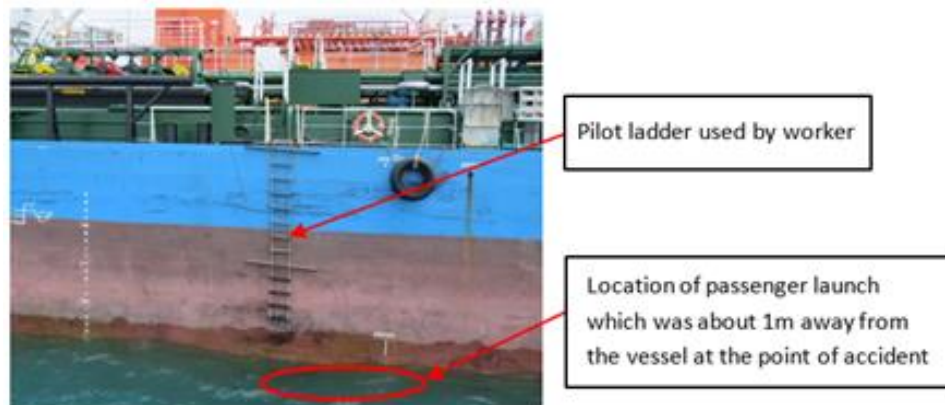 Pilot ladder used by worker
Location of passenger launch
which was about 1m away from
the vessel at the point of accident